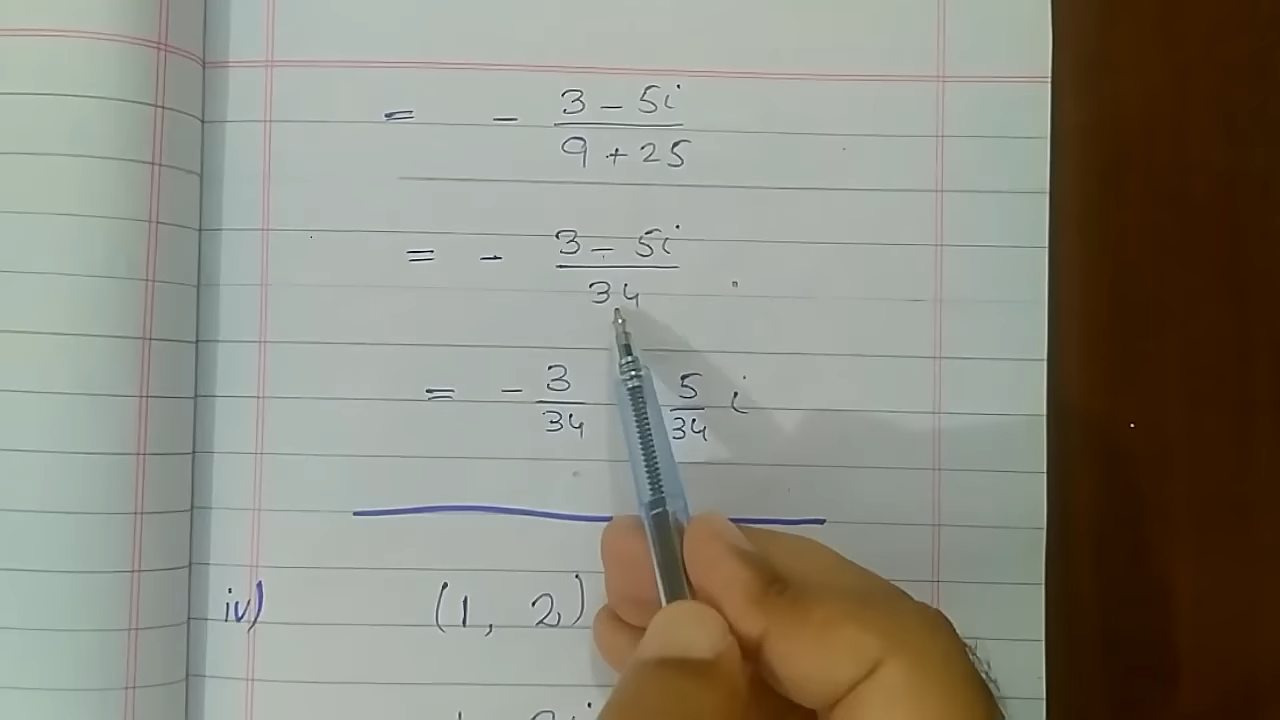 = - 3 - 5i / 9 + 25
= - 3 - 5i / 34
= - 3/34 5/34 i
iv) (1, 2)